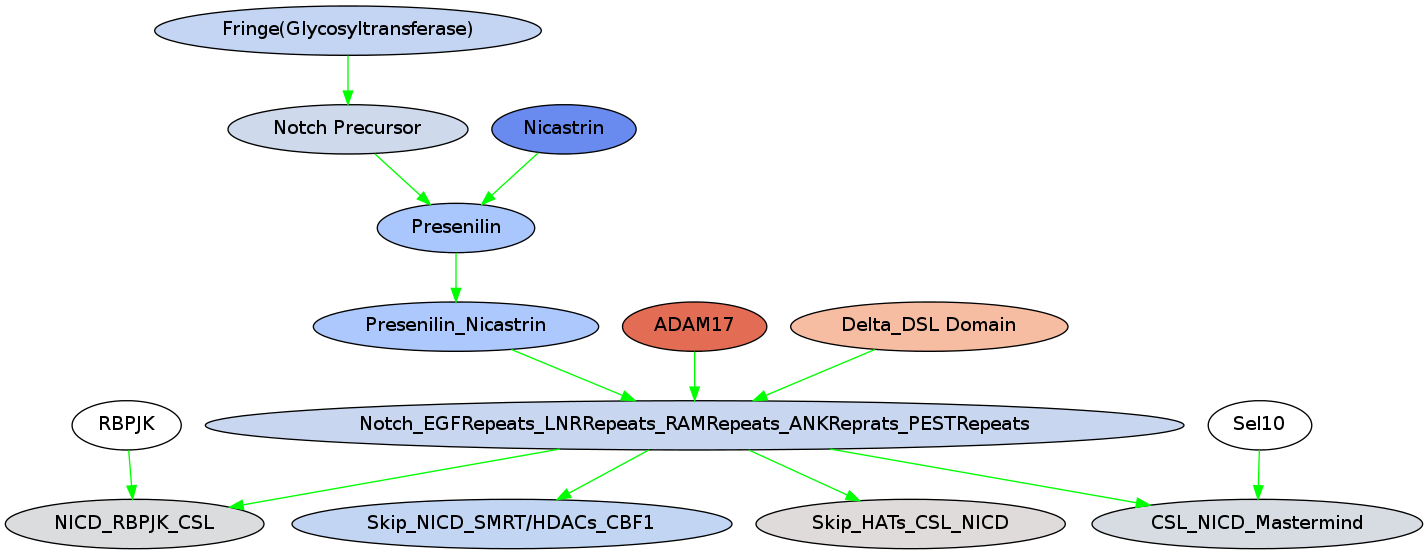 Fringe(Glycosyltransferase)
Notch Precursor
Nicastrin
Presenilin
Presenilin_Nicastrin
ADAM17
Delta_DSL Domain
RBPJK
Notch_EGFRepeats_LNRRepeats_RAMRepeats_ANKReprats_PESTRepeats
Sel10
NICD_RBPJK_CSL
Skip_NICD_SMRT/HDACs_CBF1
Skip_HATs_CSL_NICD
CSL_NICD_Mastermind